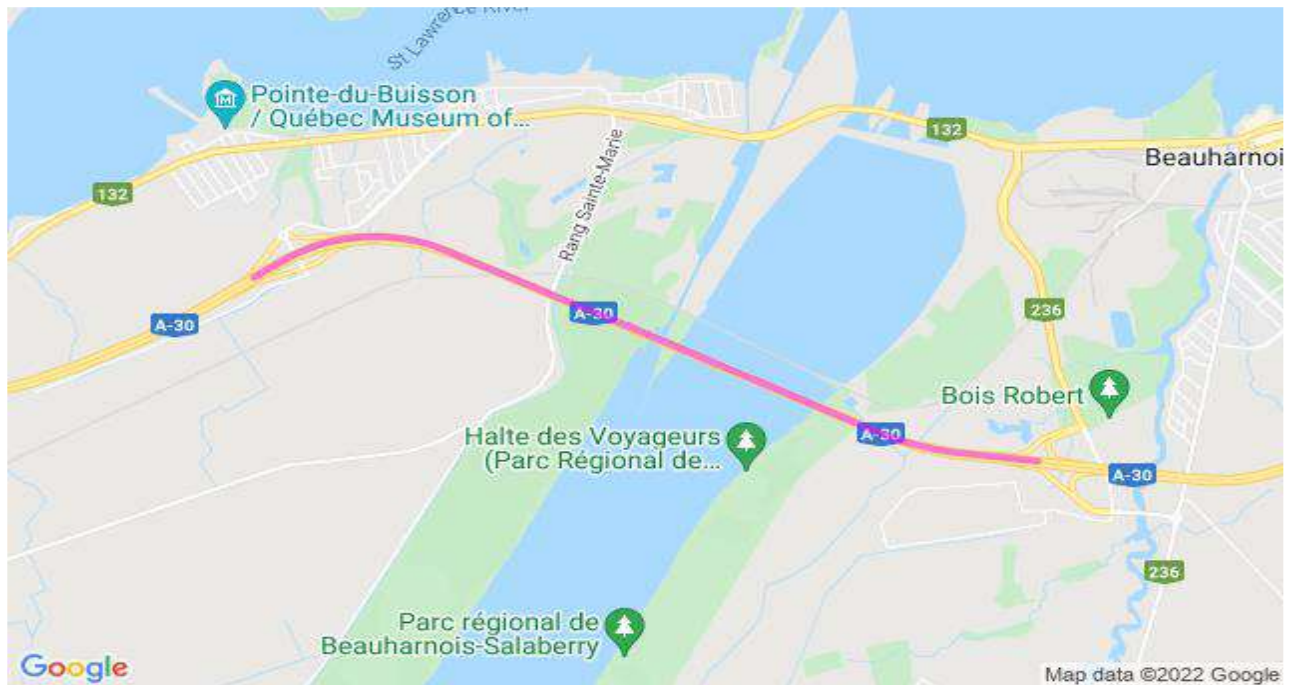 St Lawrence River
Pointe-du-Buisson
/ Québec Museum of...
132
132
Beauharnoi
Rang Sainte-Marie
A-30
A-30
236
Bois Robert
Halte des Voyageurs
(Parc Régional de...
A-30
A-30
236
Parc régional de
Beauharnois-Salaberry
Google
Map data ©2022 Google